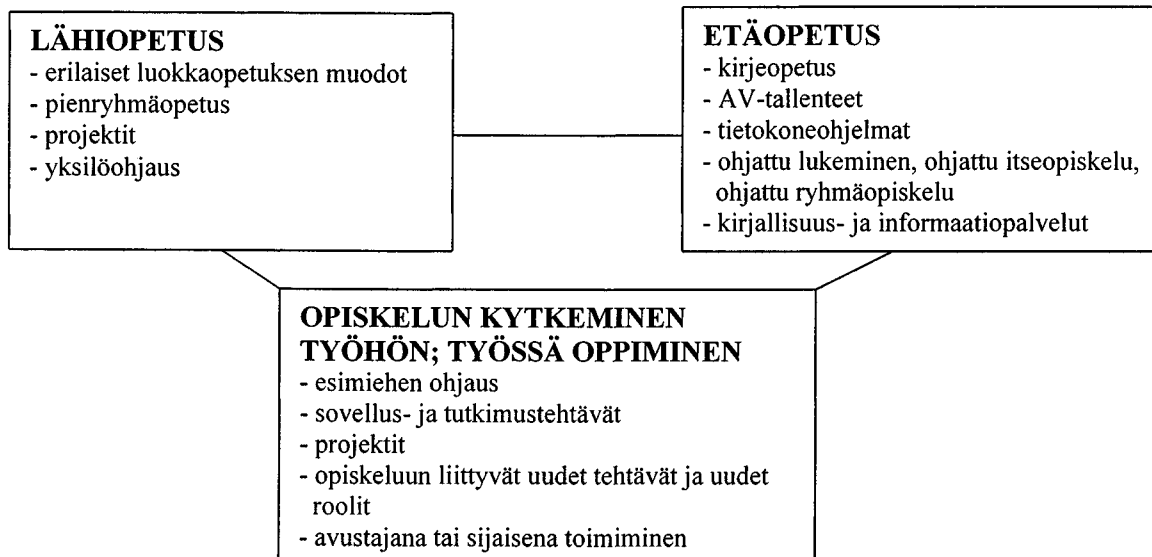 LÄHIOPETUS
- erilaiset luokkaopetuksen muodot
- pienryhmäopetus
- projektit
- yksilöohjaus
ETÄOPETUS
- kirjeopetus
- AV-tallenteet
- tietokoneohjelmat
- ohjattu lukeminen, ohjattu itseopiskelu,
ohjattu ryhmäopiskelu
- kirjallisuus- ja informaatiopalvelut
OPISKELUN KYTKEMINEN
TYÖHÖN; TYÖSSÄ OPPIMINEN
- esimiehen ohjaus
- sovellus- ja tutkimustehtävät
- projektit
- opiskeluun liittyvät uudet tehtävät ja uudet
roolit
- avustajana tai sijaisena toimiminen